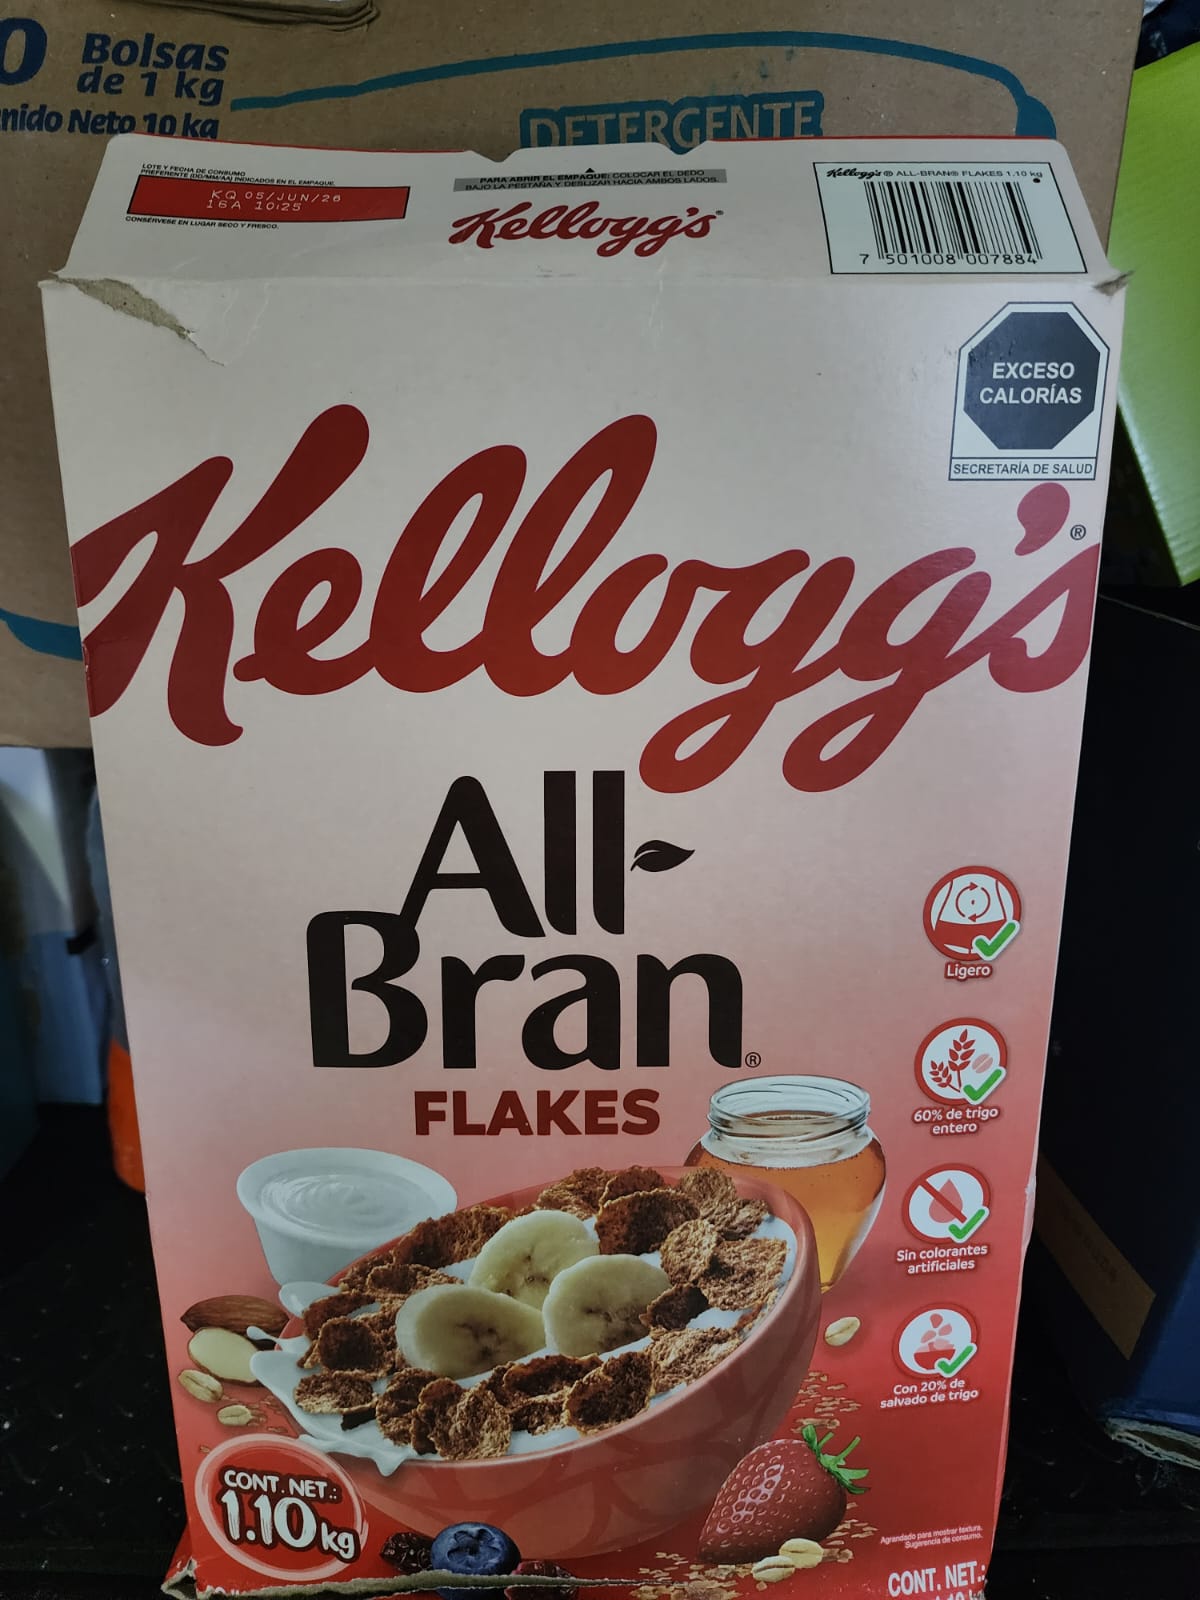 0 Bolsas
de 1 kg
nido Neto 10 kg
DETERGENTE
LOTE Y FECHA DE CONSUMO
PREFERENTE (DD/MMM/AA) INDICADOS EN EL EMPAQUE.
KQ 05/JUN/26
16A 10:25
CONSÉRVESE EN LUGAR SECO Y FRESCO.
PARA ABRIR EL EMPAQUE: COLOCAR EL DEDO
BAJO LA PESTAÑA Y DESLIZAR HACIA AMBOS LADOS.
Kellogg's®
Kellogg's® ALL-BRAN® FLAKES 1.10 kg
7 501008 007884
EXCESO
CALORÍAS
SECRETARÍA DE SALUD
Kellogg's®
All-
Bran®
FLAKES
Ligero
60% de trigo
entero
Sin colorantes
artificiales
Con 20% de
salvado de trigo
CONT. NET.:
1.10 kg
Agrandado para mostrar textura.
Sugerencia de consumo.
CONT. NET.: